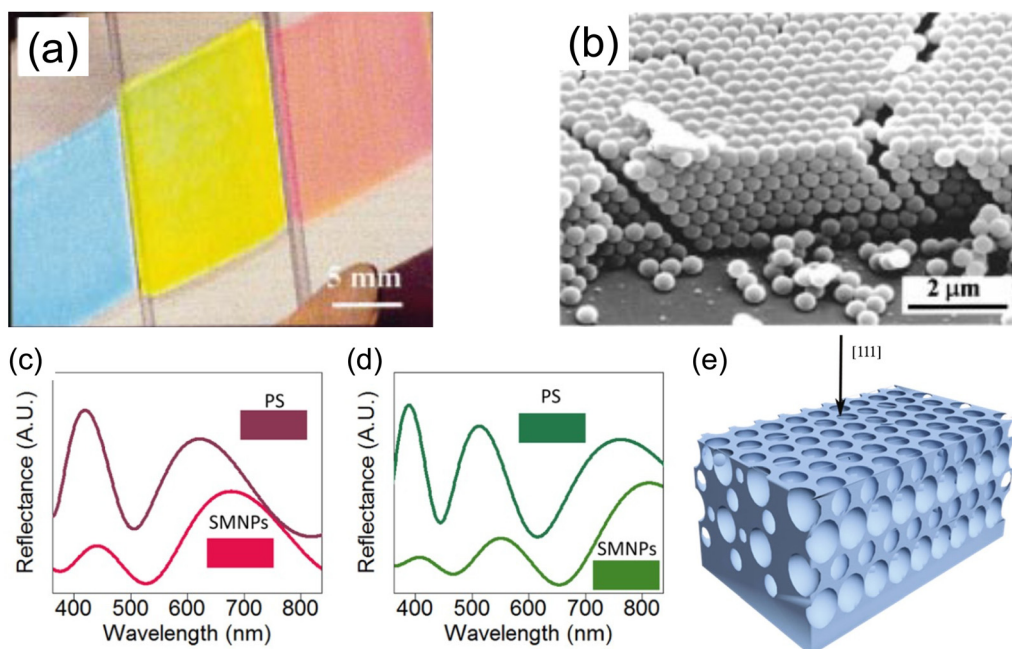 (a)
5 mm
(b)
2 μm
(c)
Reflectance (A.U.)
PS
SMNPs
400 500 600 700 800
Wavelength (nm)
(d)
Reflectance (A.U.)
PS
SMNPs
400 500 600 700 800
Wavelength (nm)
(e)
[111]